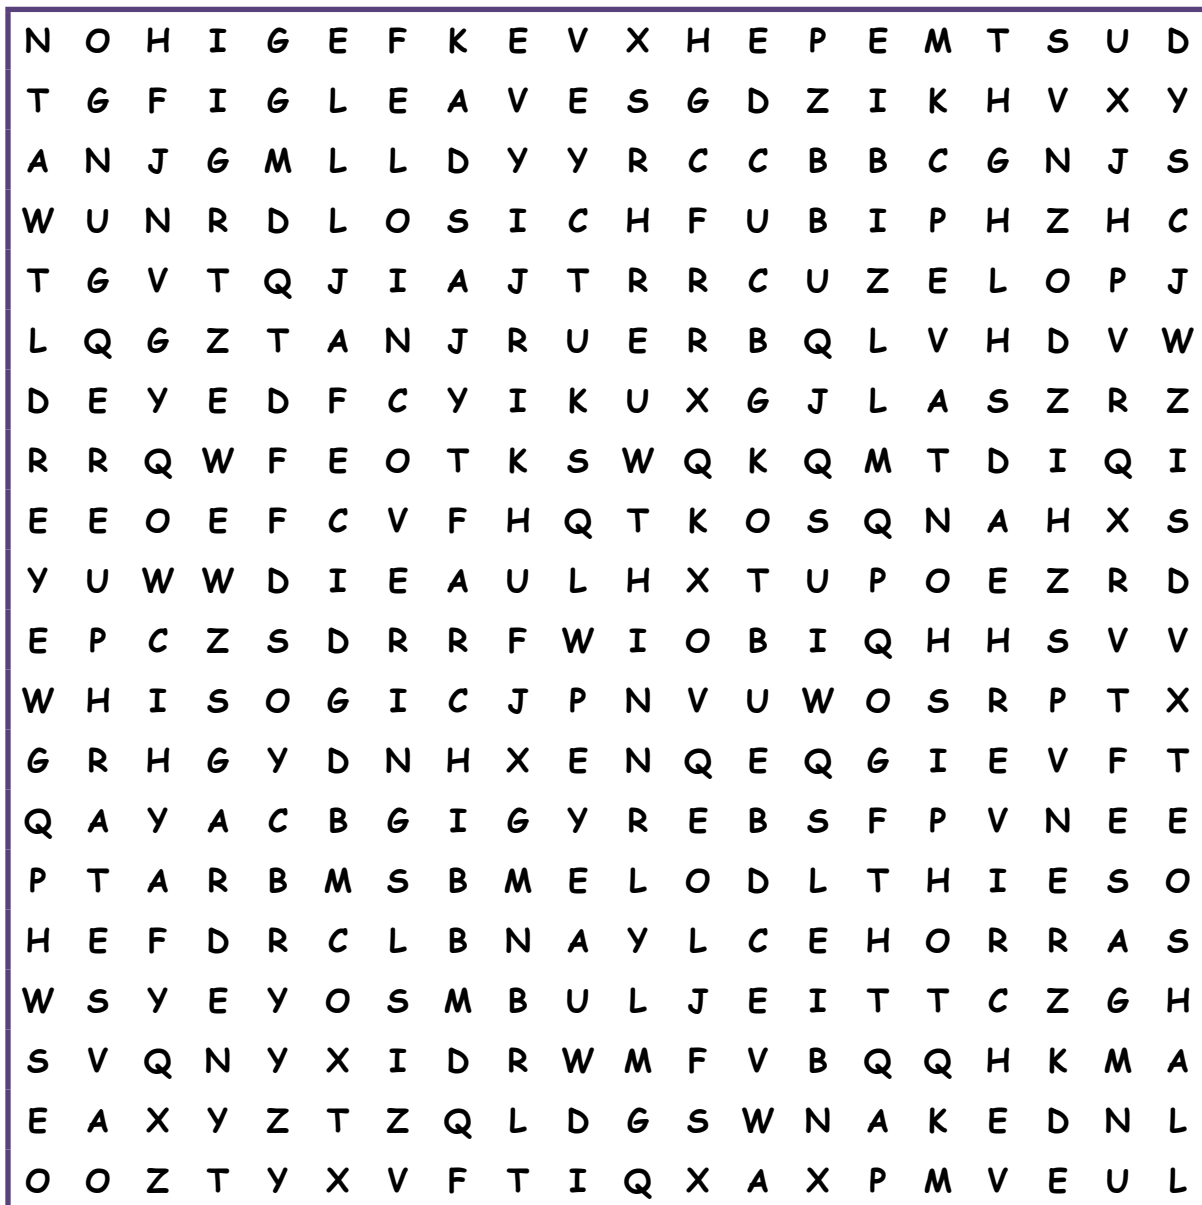 N O H I G E F K E V X H E P E M T S U D
T G F I G L E A V E S G D Z I K H V X Y
A N J G M L L D Y Y R C C B B C G N J S
W U N R D L O S I C H F U B I P H Z H C
T G V T Q J I A J T R R C U Z E L O P J
L Q G Z T A N J R U E R B Q L V H D V W
D E Y E D F C Y I K U X G J L A S Z R Z
R R Q W F E O T K S W Q K Q M T D I Q I
E E O E F C V F H Q T K O S Q N A H X S
Y U W W D I E A U L H X T U P O E Z R D
E P C Z S D R R F W I O B I Q H H S V V
W H I S O G I C J P N V U W O S R P T X
G R H G Y D N H X E N Q E Q G I E V F T
Q A Y A C B G I G Y R E B S F P V N E E
P T A R B M S B M E L O D L T H I E S O
H E F D R C L B N A Y L C E H O R R A S
W S Y E Y O S M B U L J E I T T C Z G H
S V Q N Y X I D R W M F V B Q Q H K M A
E A X Y Z T Z Q L D G S W N A K E D N L
O O Z T Y X V F T I Q X A X P M V E U L